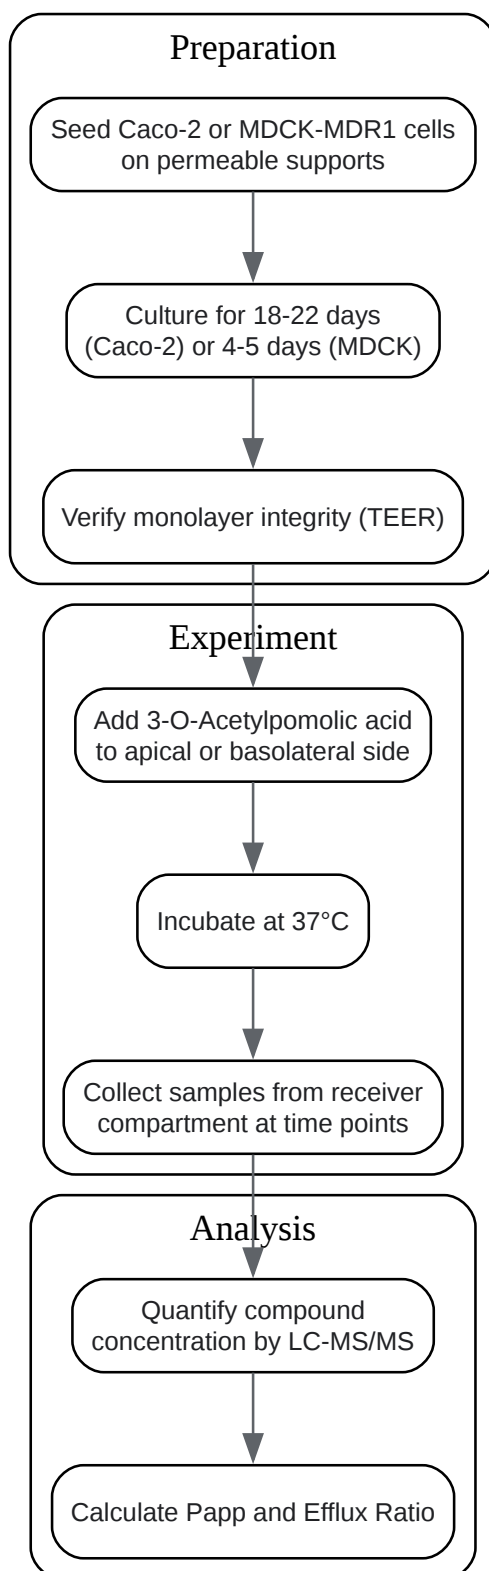 Preparation
Seed Caco-2 or MDCK-MDR1 cells
on permeable supports
Culture for 18-22 days
(Caco-2) or 4-5 days (MDCK)
Verify monolayer integrity (TEER)
Experiment
Add 3-O-Acetylpomolic acid
to apical or basolateral side
Incubate at 37°C
Collect samples from receiver
compartment at time points
Analysis
Quantify compound
concentration by LC-MS/MS
Calculate Papp and Efflux Ratio